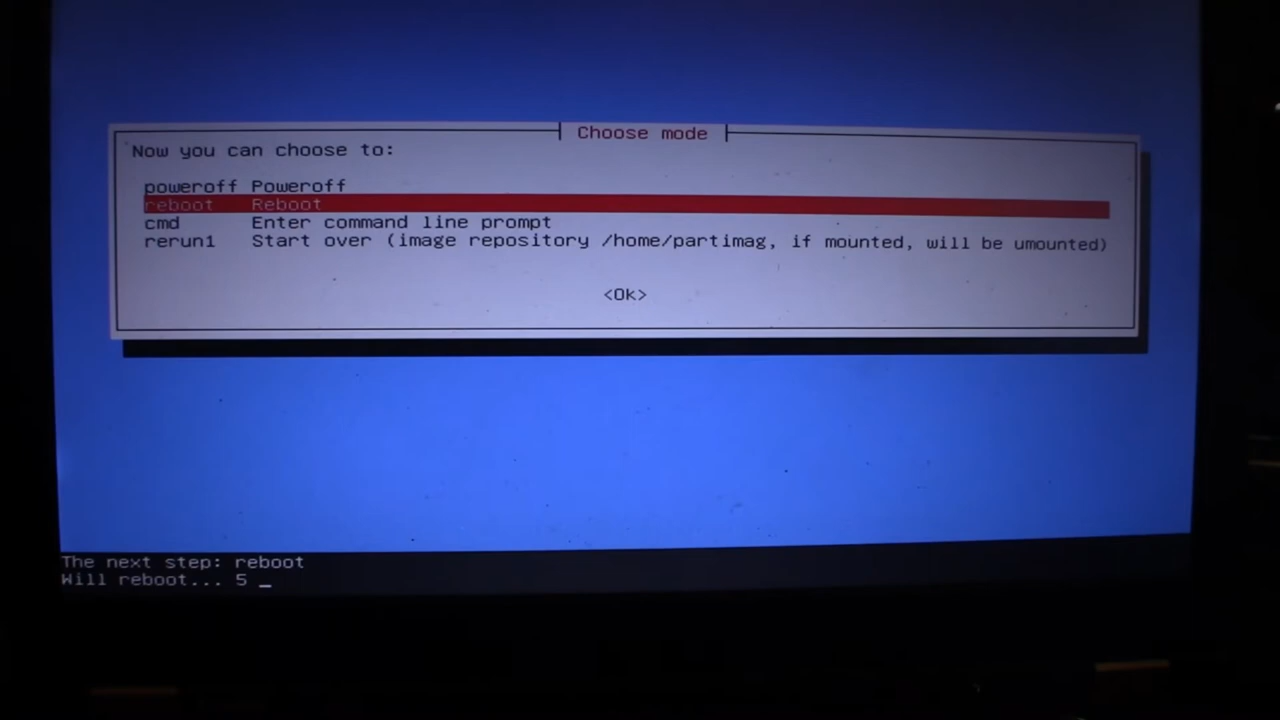 Choose mode
Now you can choose to:
poweroff Poweroff
reboot Reboot
cmd Enter command line prompt
rerun1 Start over (image repository /home/partimag, if mounted, will be umounted)
<Ok>
The next step: reboot
Will reboot... 5 _